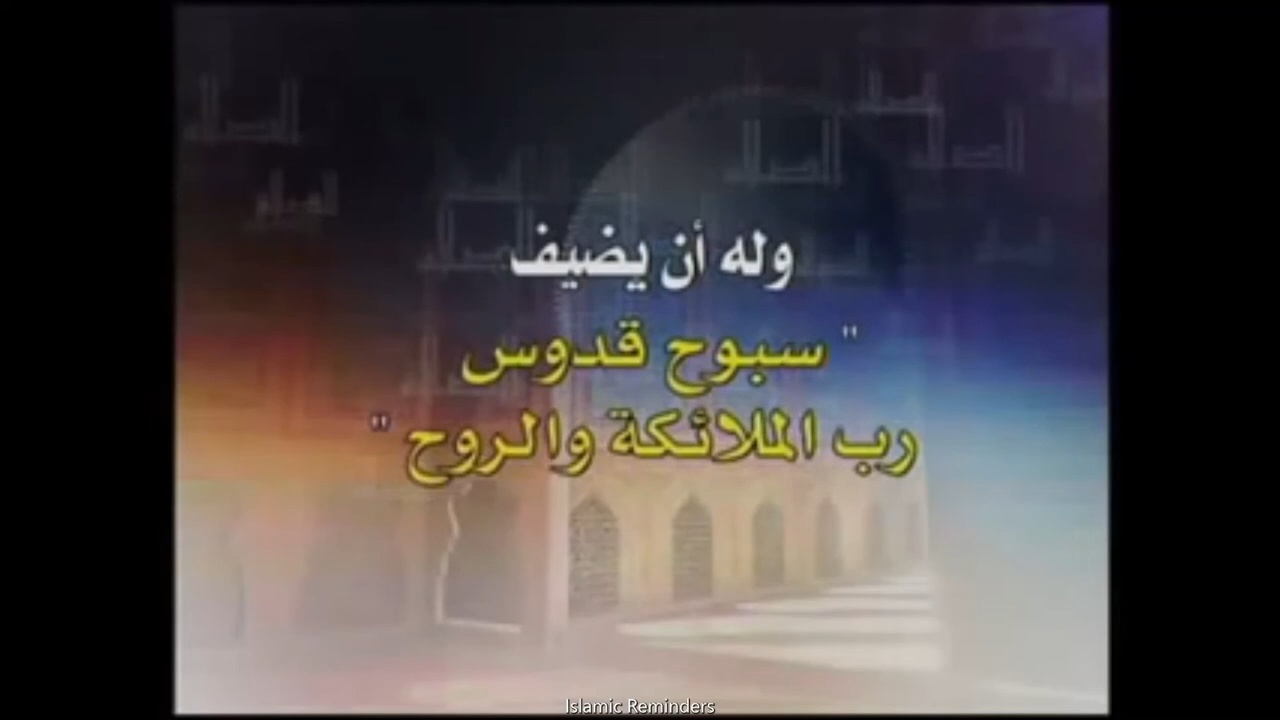 وله أن يضيف
" سبوح قدوس
رب الملائكة والروح "
Islamic Reminders